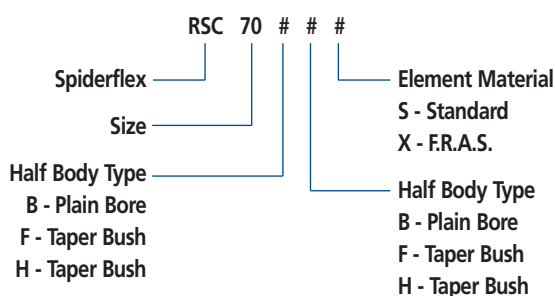 RSC 70 # # #
Spiderflex
Size
Half Body Type
B - Plain Bore
F - Taper Bush
H - Taper Bush
Element Material
S - Standard
X - F.R.A.S.
Half Body Type
B - Plain Bore
F - Taper Bush
H - Taper Bush